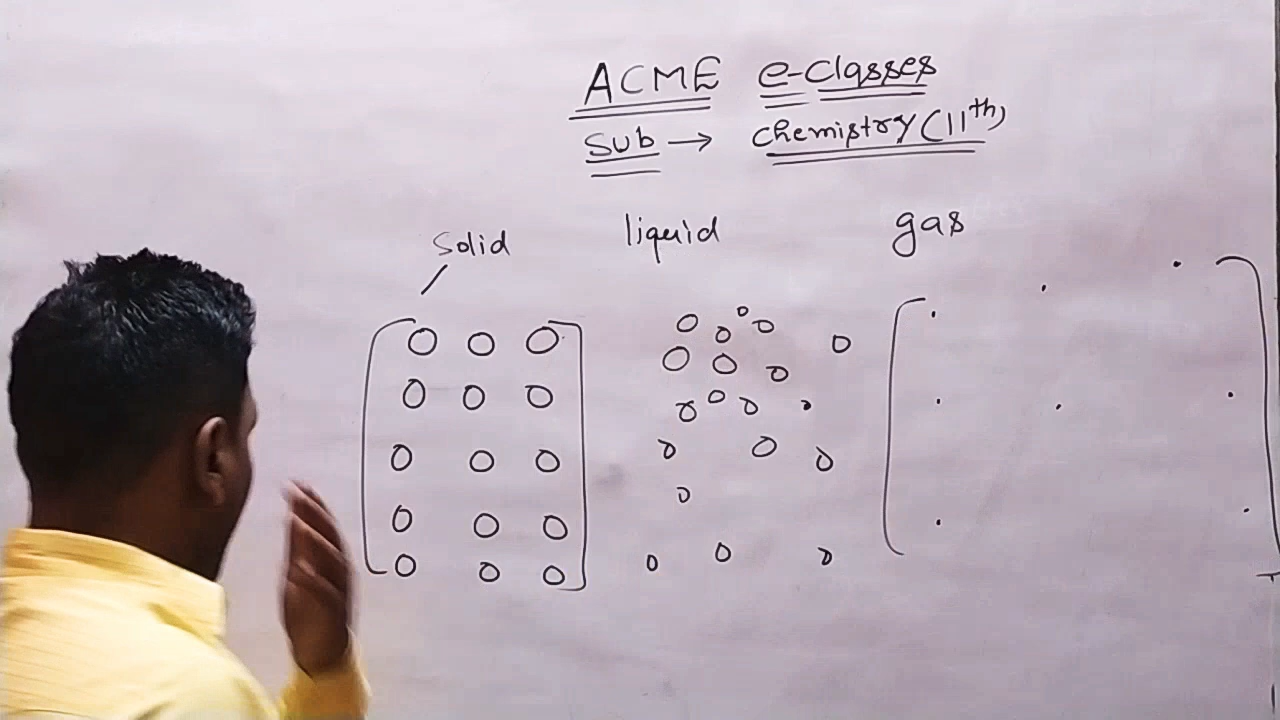 ACME e-classes
Sub → chemistry (11th)
Solid liquid gas